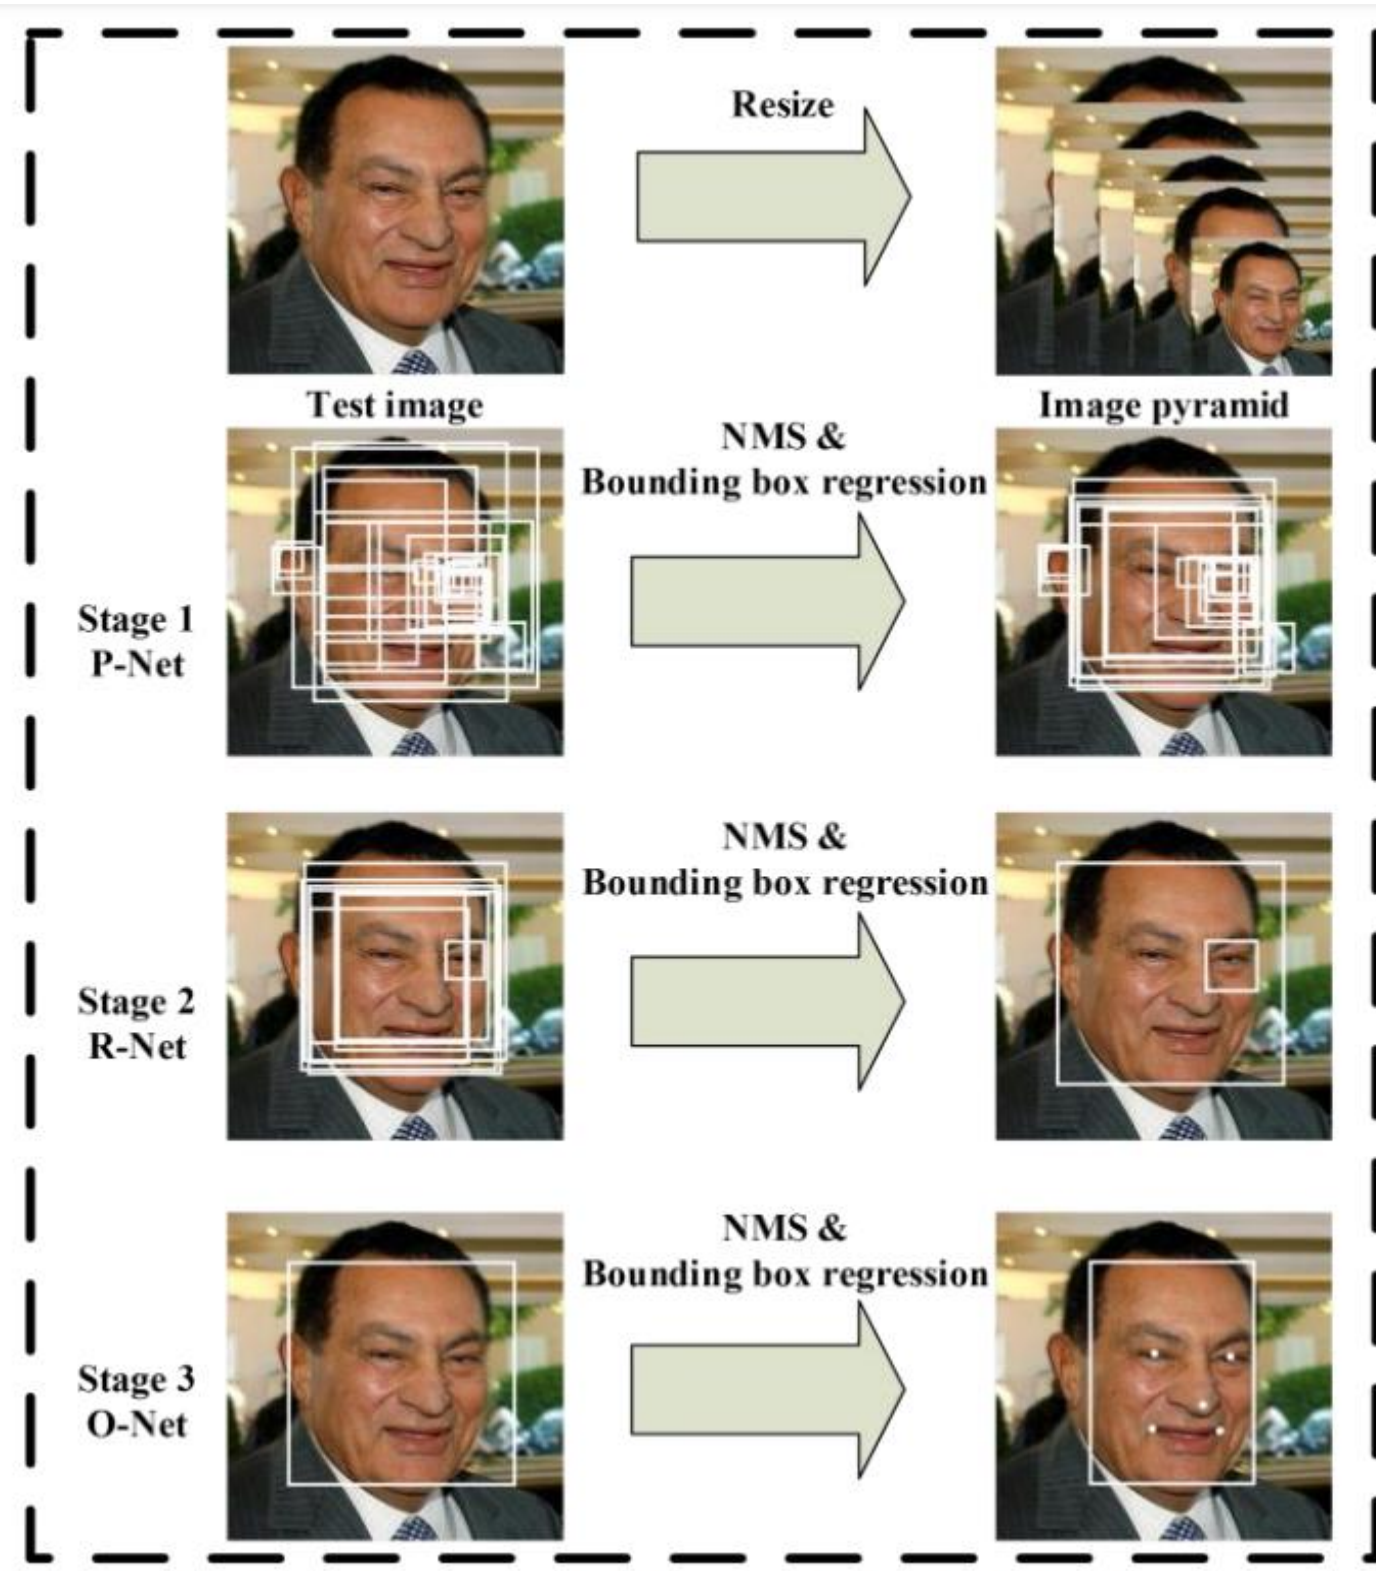 Resize
Test image
Image pyramid
NMS &
Bounding box regression
Stage 1
P-Net
NMS &
Bounding box regression
Stage 2
R-Net
NMS &
Bounding box regression
Stage 3
O-Net